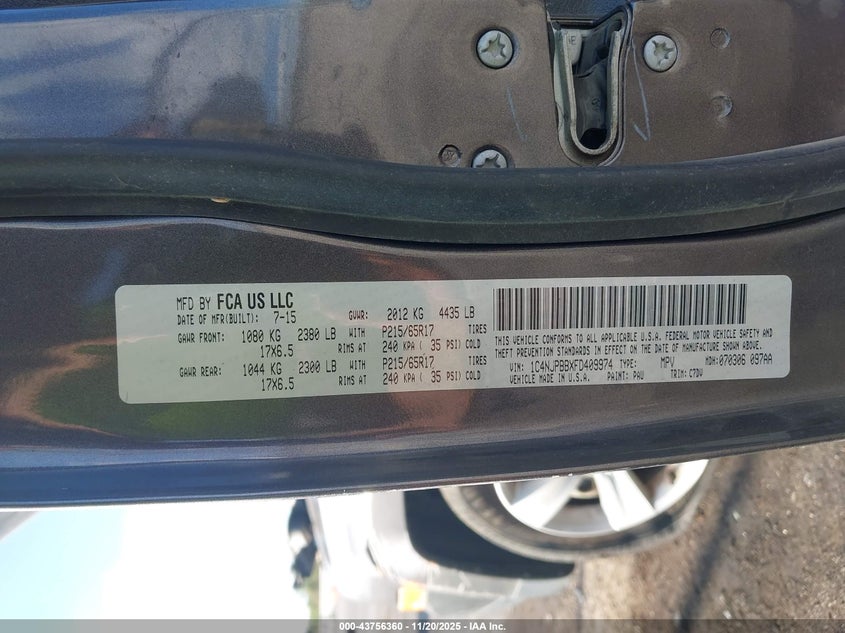 MFD BY FCA US LLC
DATE OF MFR(BUILT): 7-15 GVWR: 2012 KG 4435 LB
GAWR FRONT: 1080 KG 2380 LB WITH P215/65R17 TIRES
17X6.5 RIMS AT 240 KPA ( 35 PSI) COLD
GAWR REAR: 1044 KG 2300 LB WITH P215/65R17 TIRES
17X6.5 RIMS AT 240 KPA ( 35 PSI) COLD
THIS VEHICLE CONFORMS TO ALL APPLICABLE U.S.A. FEDERAL MOTOR VEHICLE SAFETY AND
THEFT PREVENTION STANDARDS IN EFFECT ON THE DATE OF MANUFACTURE SHOWN ABOVE.
VIN: 1C4NJPBBXFD409974 TYPE: MPV MDH: 070306 097AA
VEHICLE MADE IN U.S.A. PAINT: PAU TRIM: C7DV
000-43756360 - 11/20/2025 - IAA Inc.